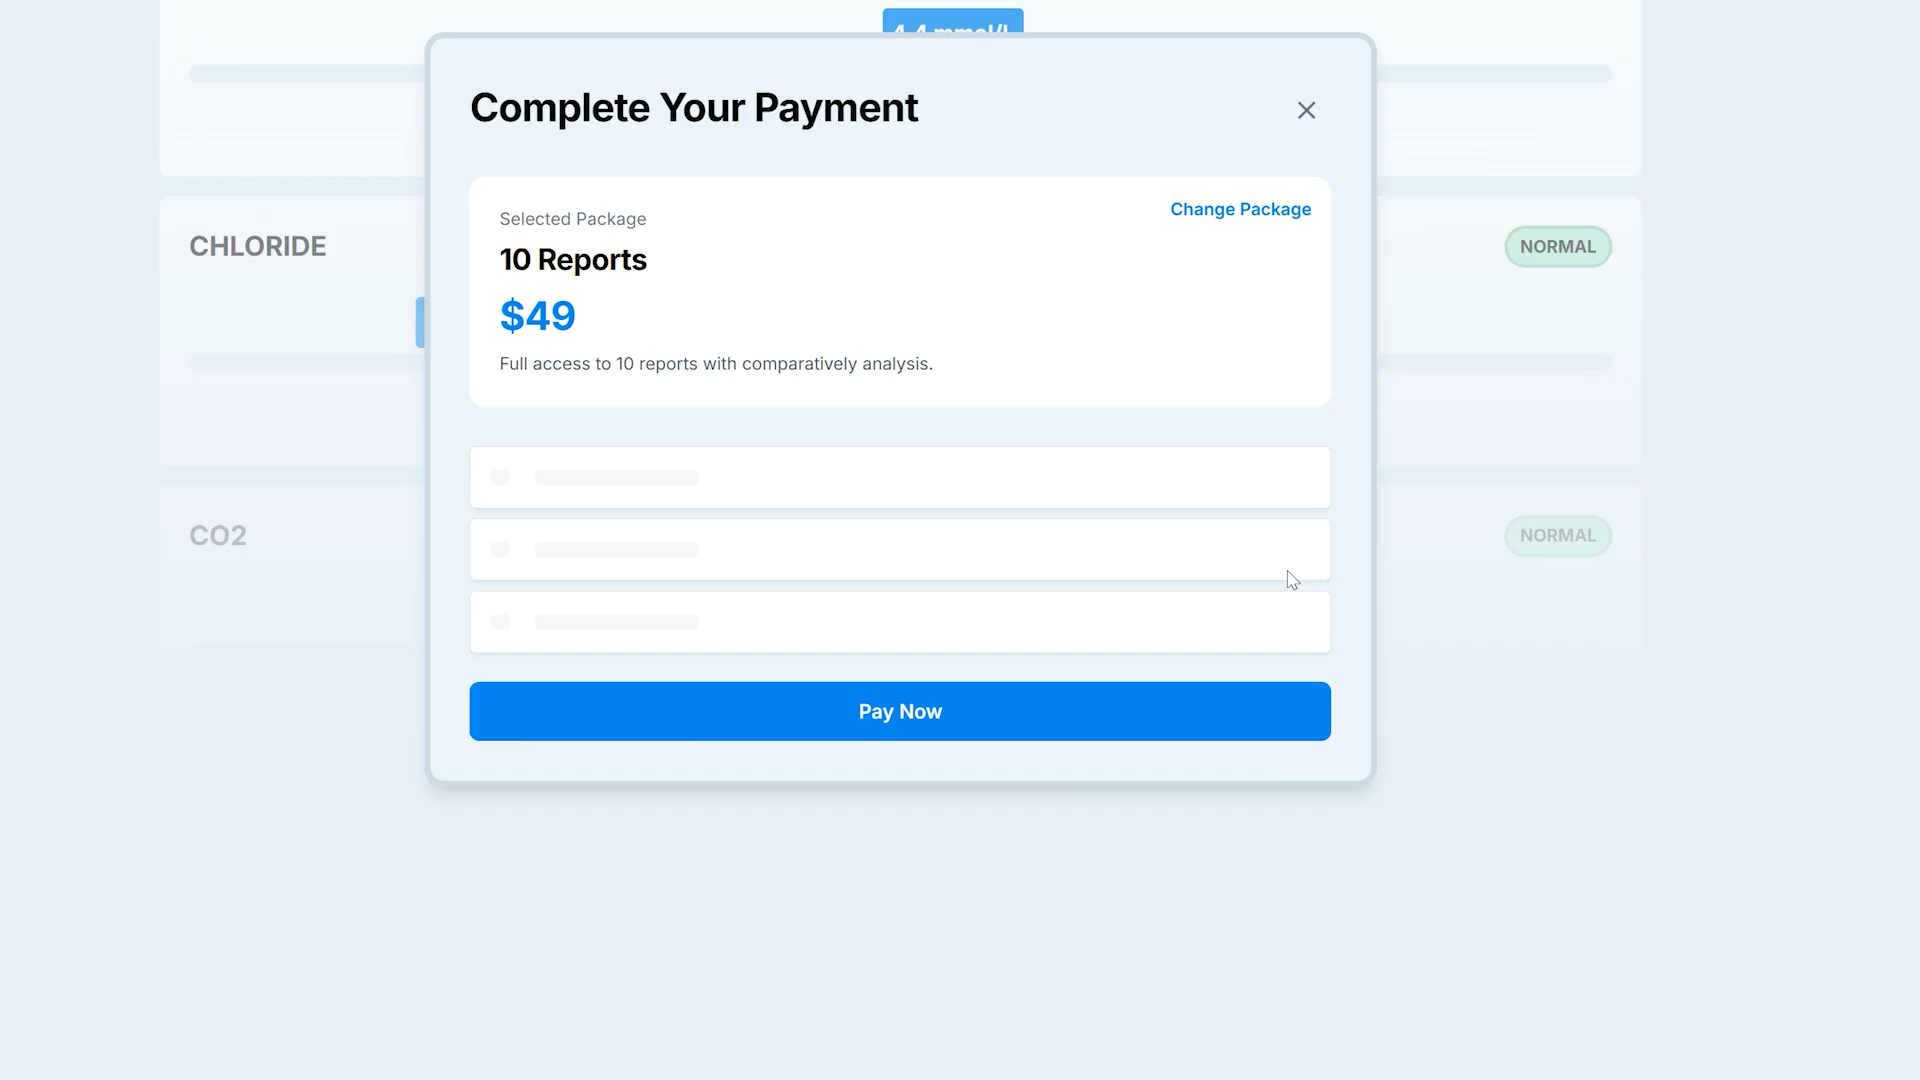 Complete Your Payment
Selected Package
Change Package
10 Reports
$49
Full access to 10 reports with comparatively analysis.
Pay Now
CHLORIDE
NORMAL
CO2
NORMAL